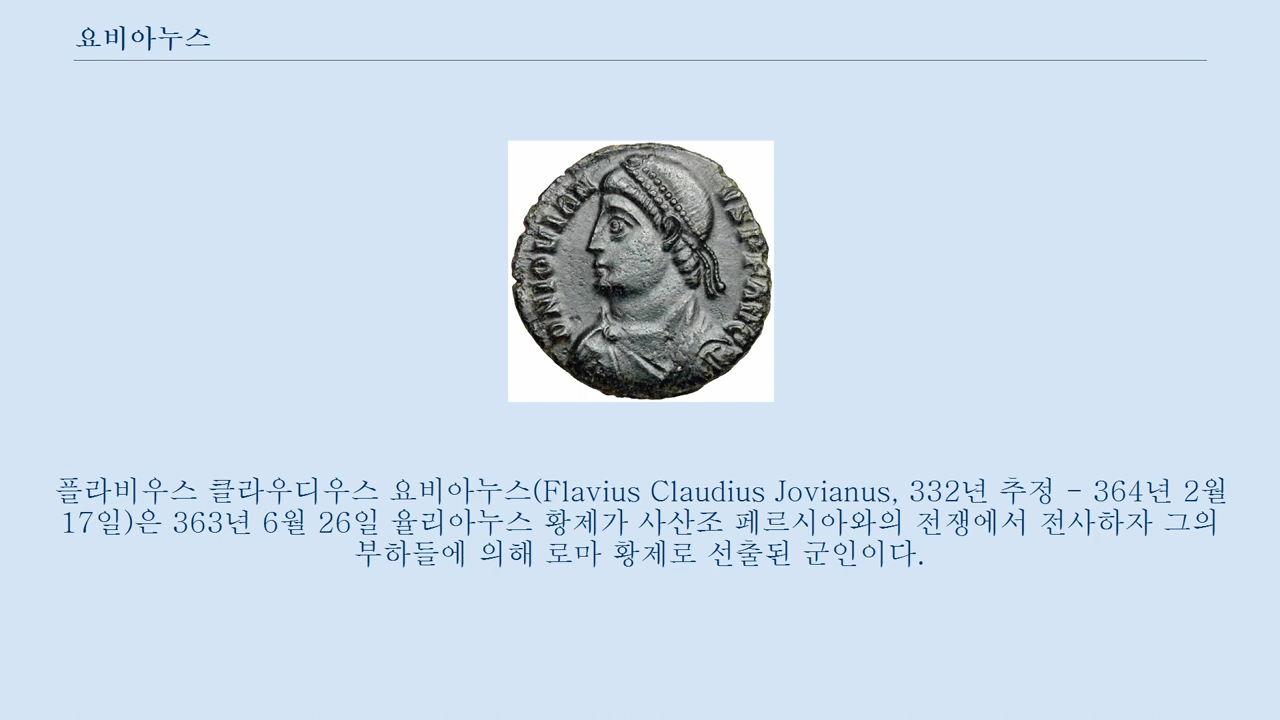 요비아누스
D N IOVIAN
VS P F AVG
플라비우스 클라우디우스 요비아누스(Flavius Claudius Jovianus, 332년 추정 - 364년 2월
17일)은 363년 6월 26일 율리아누스 황제가 사산조 페르시아와의 전쟁에서 전사하자 그의
부하들에 의해 로마 황제로 선출된 군인이다.